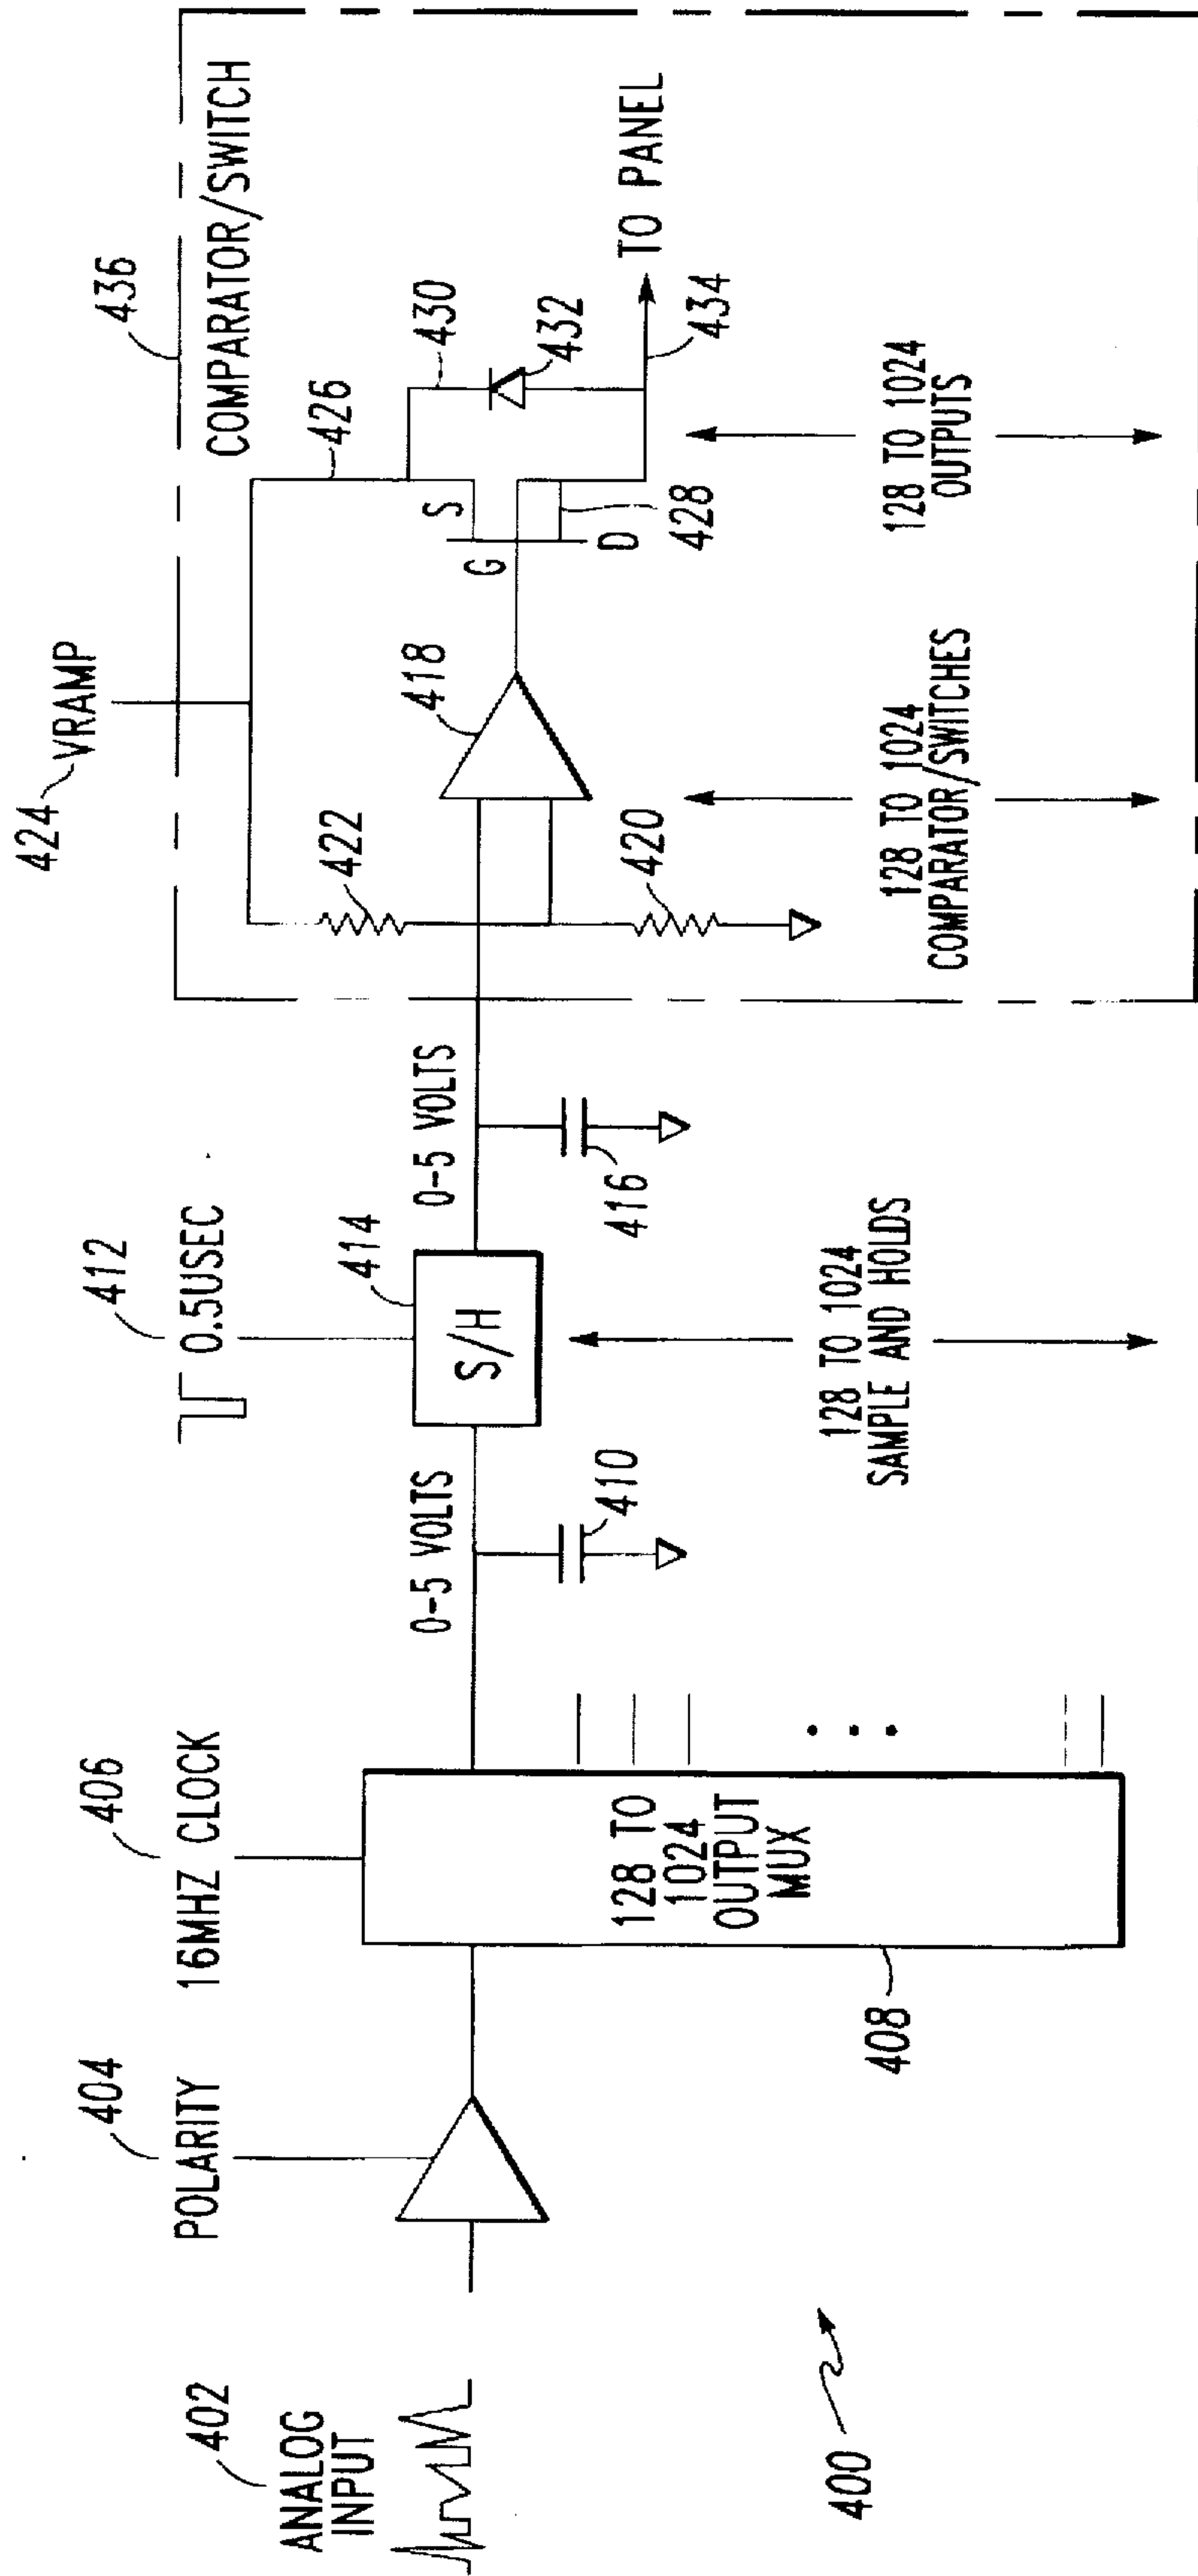 402
ANALOG
INPUT
404
POLARITY
406
16MHZ CLOCK
128 TO
1024
OUTPUT
MUX
408
0-5 VOLTS
410
412
0.5USEC
414
S/H
0-5 VOLTS
416
128 TO 1024
SAMPLE AND HOLDS
424 VRAMP
436
COMPARATOR/SWITCH
422
420
418
426
S
G
D
428
430
432
TO PANEL
434
128 TO 1024
COMPARATOR/SWITCHES
128 TO 1024
OUTPUTS
400